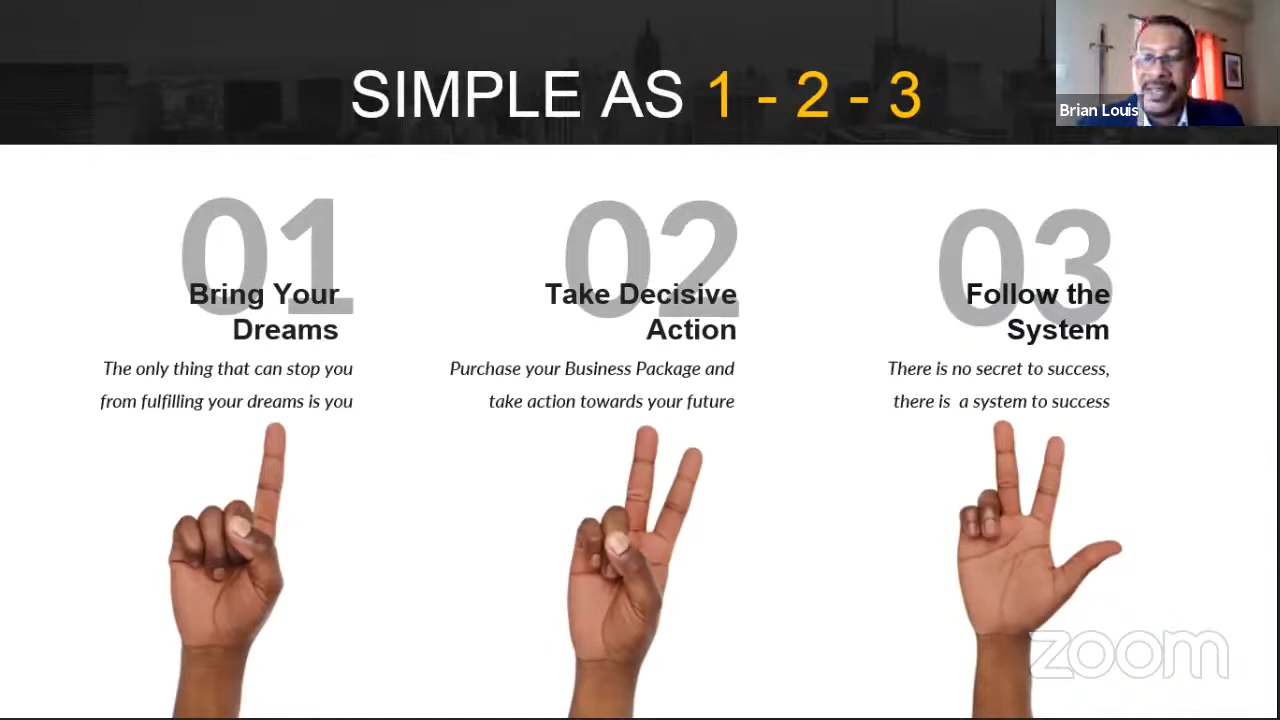 SIMPLE AS 1 - 2 - 3
Brian Louis
01
Bring Your
Dreams
The only thing that can stop you
from fulfilling your dreams is you
02
Take Decisive
Action
Purchase your Business Package and
take action towards your future
03
Follow the
System
There is no secret to success,
there is a system to success
zoom